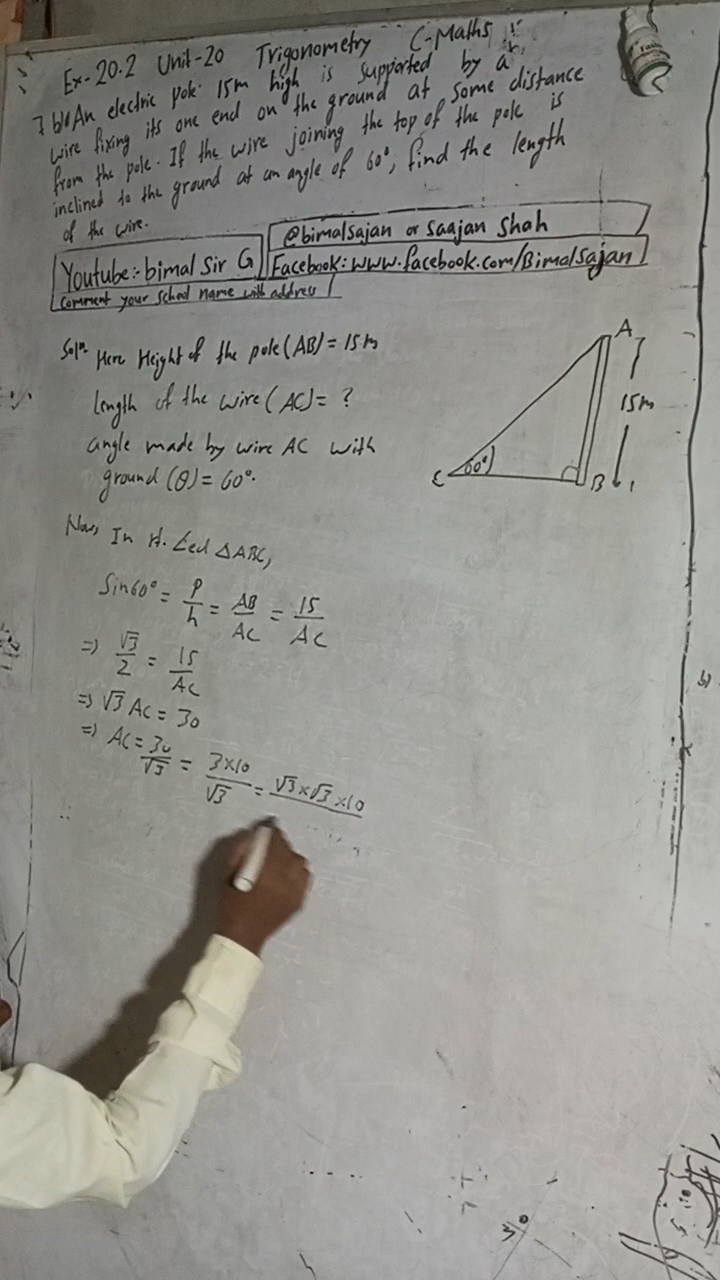 Ex-20.2 Unit-20 Trigonometry C-Maths
7 b) An electric pole 15m high is supported by a
wire fixing its one end on the ground at some distance
from the pole. If the wire joining the top of the pole is
inclined to the ground at an angle of 60°, find the length
of the wire.
@bimalsajan or Saajan Shah
Youtube:- bimal Sir G
Facebook: www.facebook.com/Bimalsajan
Comment your School Name with address
Solⁿ Here Height of the pole (AB) = 15m
length of the wire (AC) = ?
angle made by wire AC with
ground (θ) = 60°.
A
15m
60°
C
B
Now, In rt. ∠ed △ABC,
Sin60° = p/h = AB/AC = 15/AC
=> √3/2 = 15/AC
=> √3 AC = 30
=> AC = 30/√3 = 3×10/√3 = √3×√3×10
b)